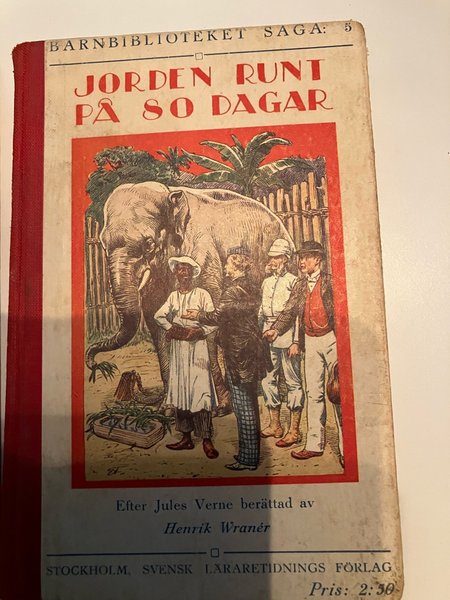 BARNBIBLIOTEKET SAGA: 5
JORDEN RUNT
PÅ 80 DAGAR
Efter Jules Verne berättad av
Henrik Wranér
STOCKHOLM, SVENSK LÄRARETIDNINGS FÖRLAG
Pris: 2:50